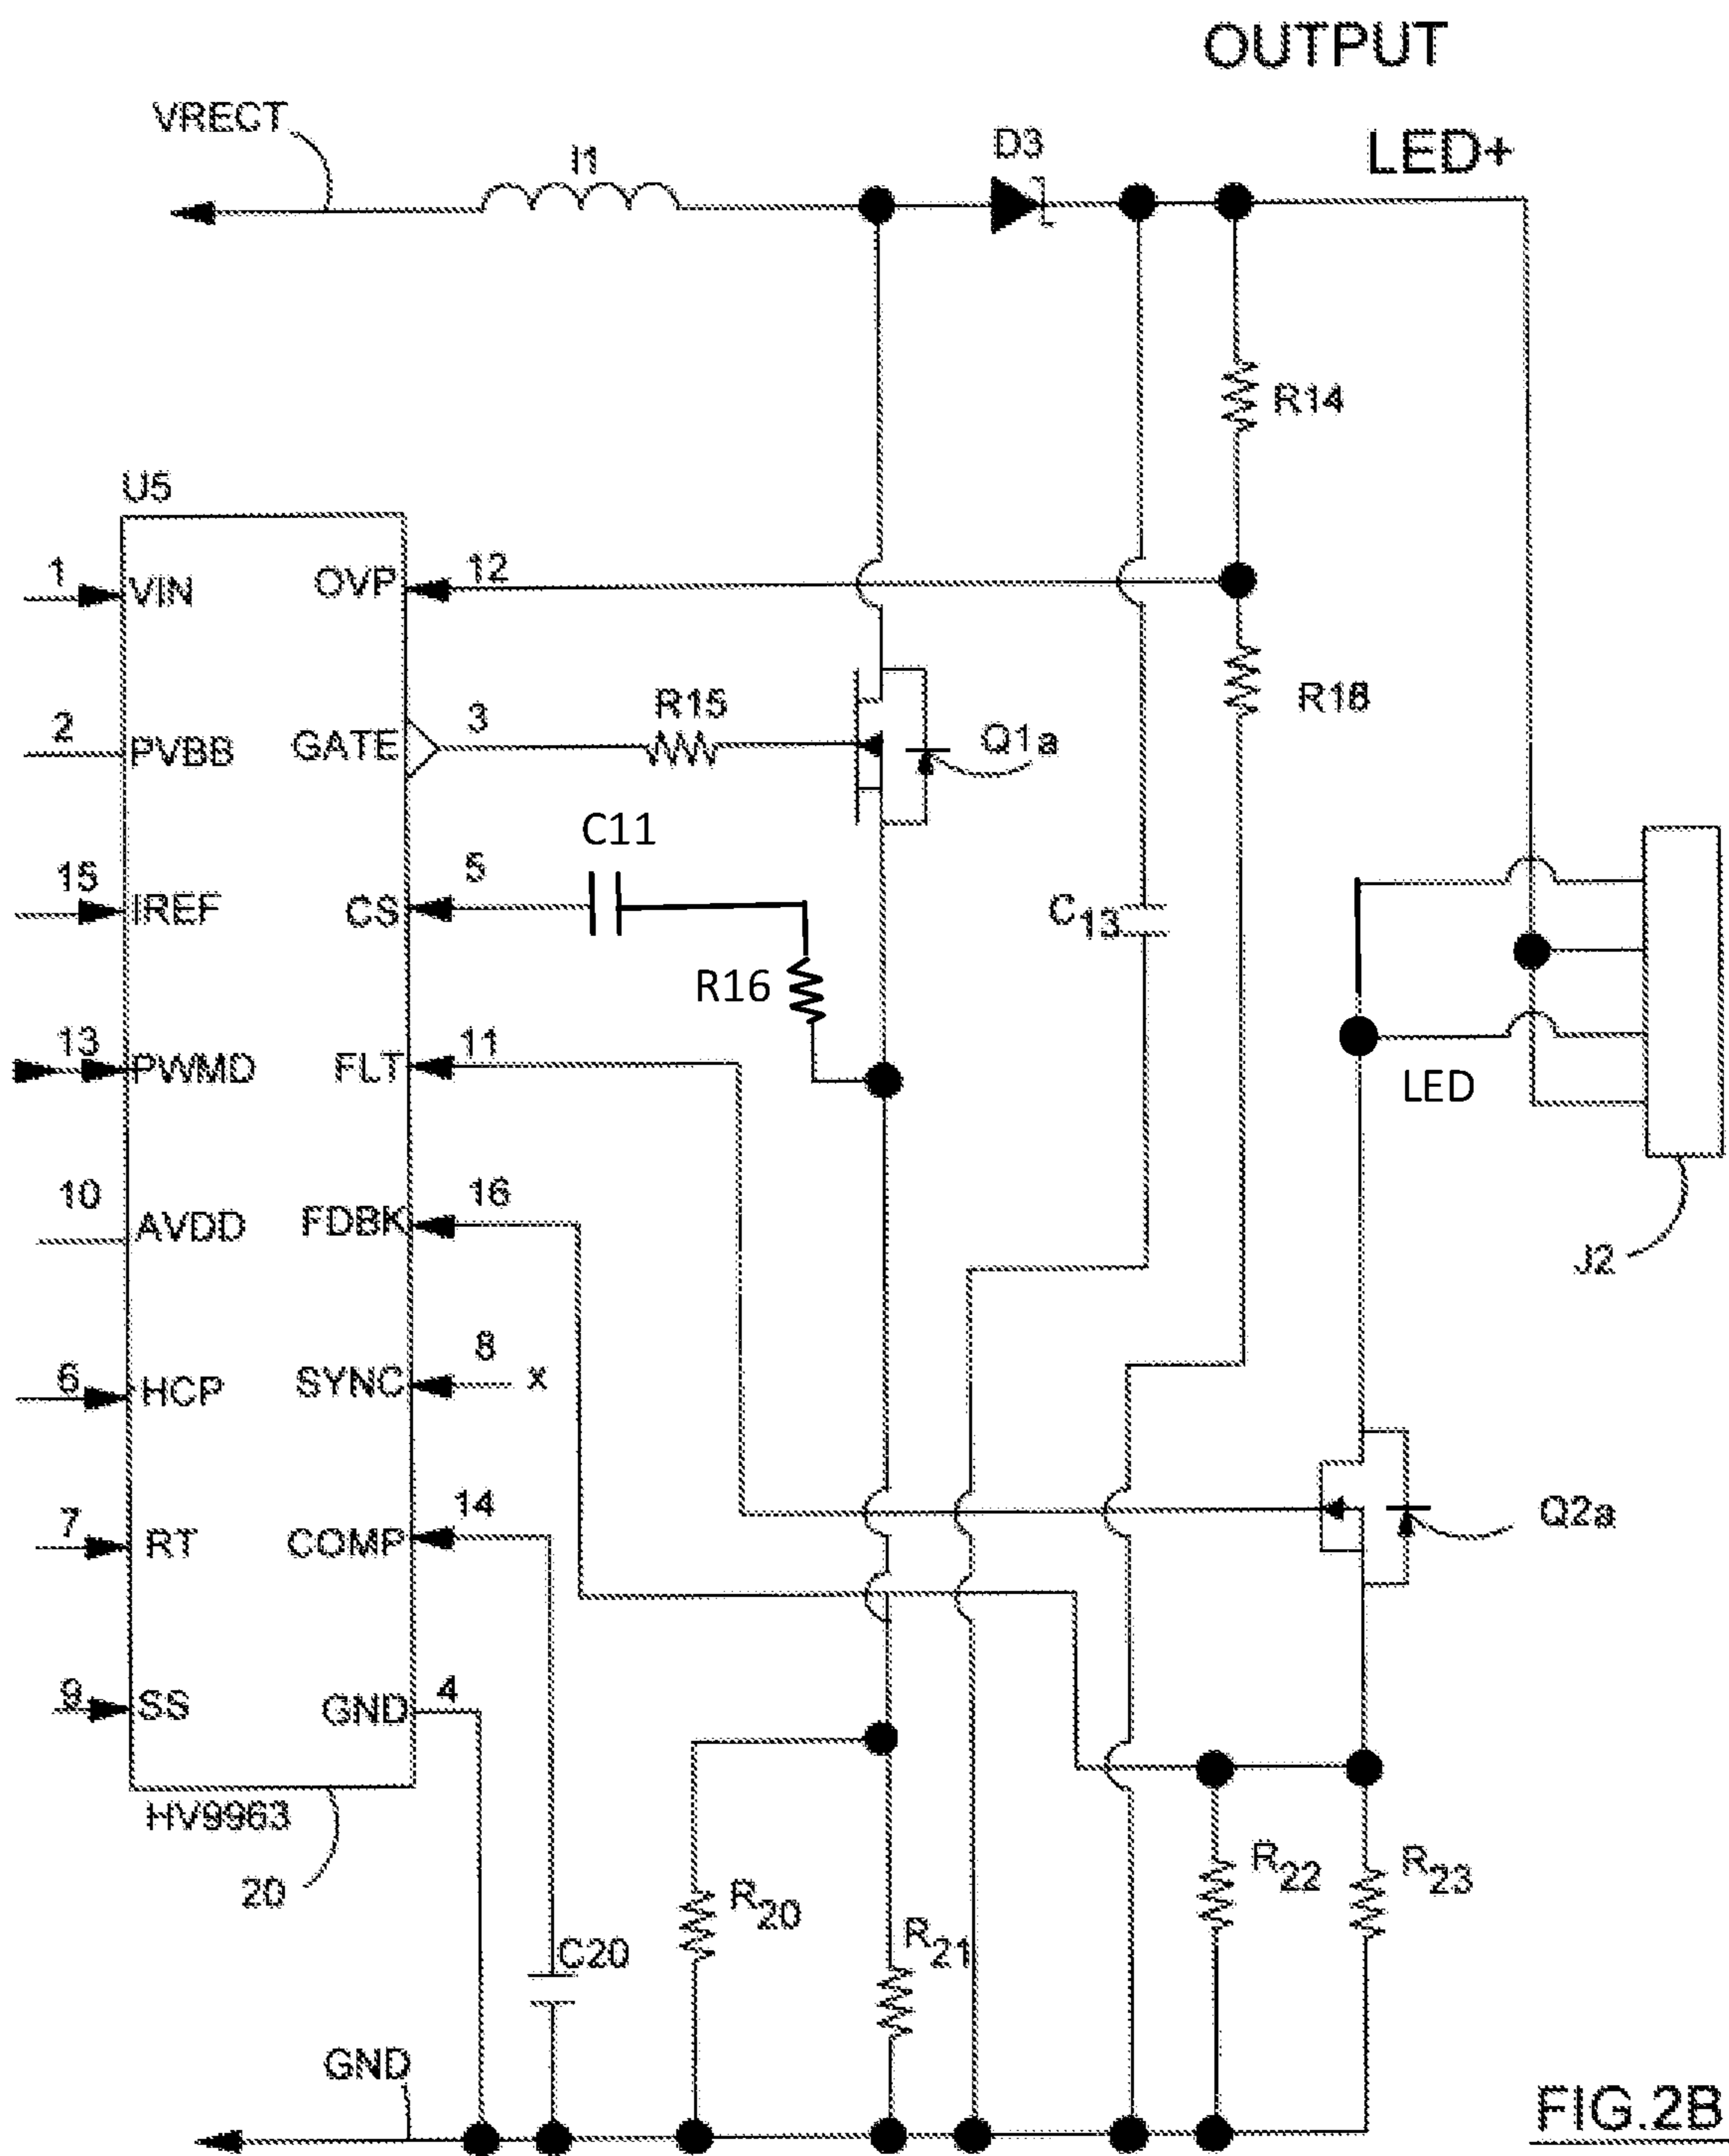 OUTPUT
VRECT
I1
D3
LED+
R14
U5
1
VIN
OVP
12
R18
2
PVBB
GATE
3
R15
Q1a
C11
15
IREF
CS
5
C13
R16
13
PWMD
FLT
11
LED
10
AVDD
FDBK
16
J2
6
HCP
SYNC
8
x
7
RT
COMP
14
Q2a
9
SS
GND
4
HV9963
20
R20
C20
R21
R22
R23
GND
FIG.2B